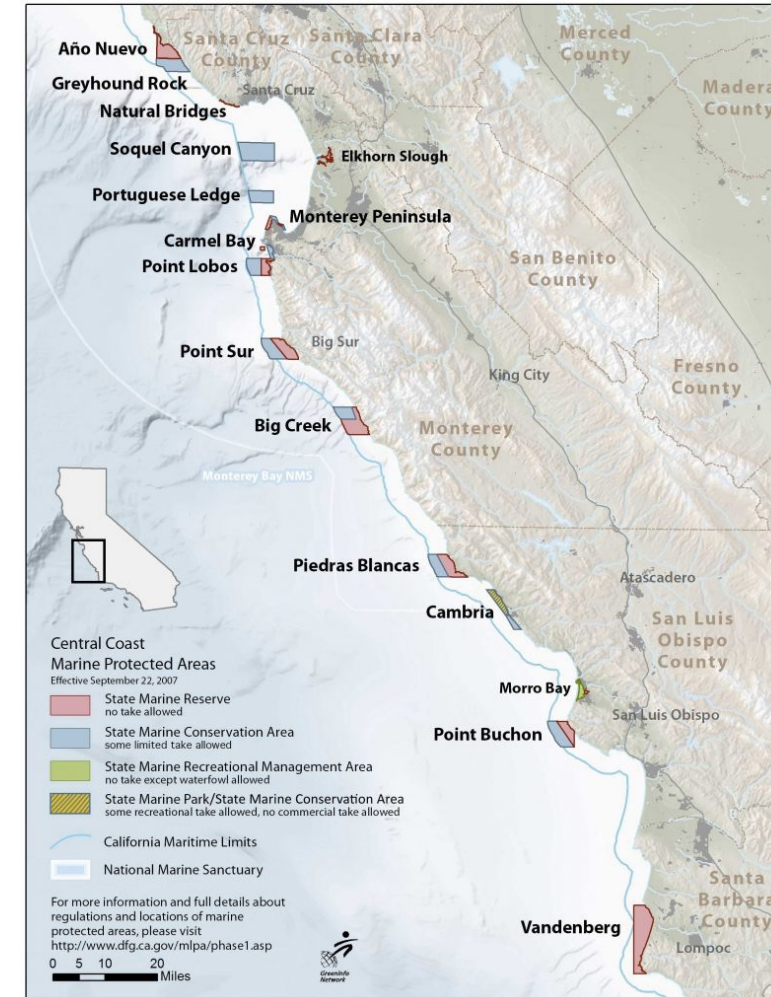 Año Nuevo
Santa Cruz
County
Santa Clara
County
Merced
County
Greyhound Rock
Santa Cruz
Madera
County
Natural Bridges
Soquel Canyon
Elkhorn Slough
Portuguese Ledge
Monterey Peninsula
Carmel Bay
Point Lobos
San Benito
County
Point Sur
Big Sur
King City
Fresno
County
Big Creek
Monterey
County
Monterey Bay NMS
Piedras Blancas
Atascadero
Cambria
San Luis
Obispo
County
Morro Bay
San Luis Obispo
Point Buchon
Santa
Barbara
County
Vandenberg
Lompoc
Central Coast
Marine Protected Areas
Effective September 22, 2007
State Marine Reserve
no take allowed
State Marine Conservation Area
some limited take allowed
State Marine Recreational Management Area
no take except waterfowl allowed
State Marine Park/State Marine Conservation Area
some recreational take allowed, no commercial take allowed
California Maritime Limits
National Marine Sanctuary
For more information and full details about
regulations and locations of marine
protected areas, please visit
http://www.dfg.ca.gov/mlpa/phase1.asp
0 5 10 20
Miles
GreenInfo
Network